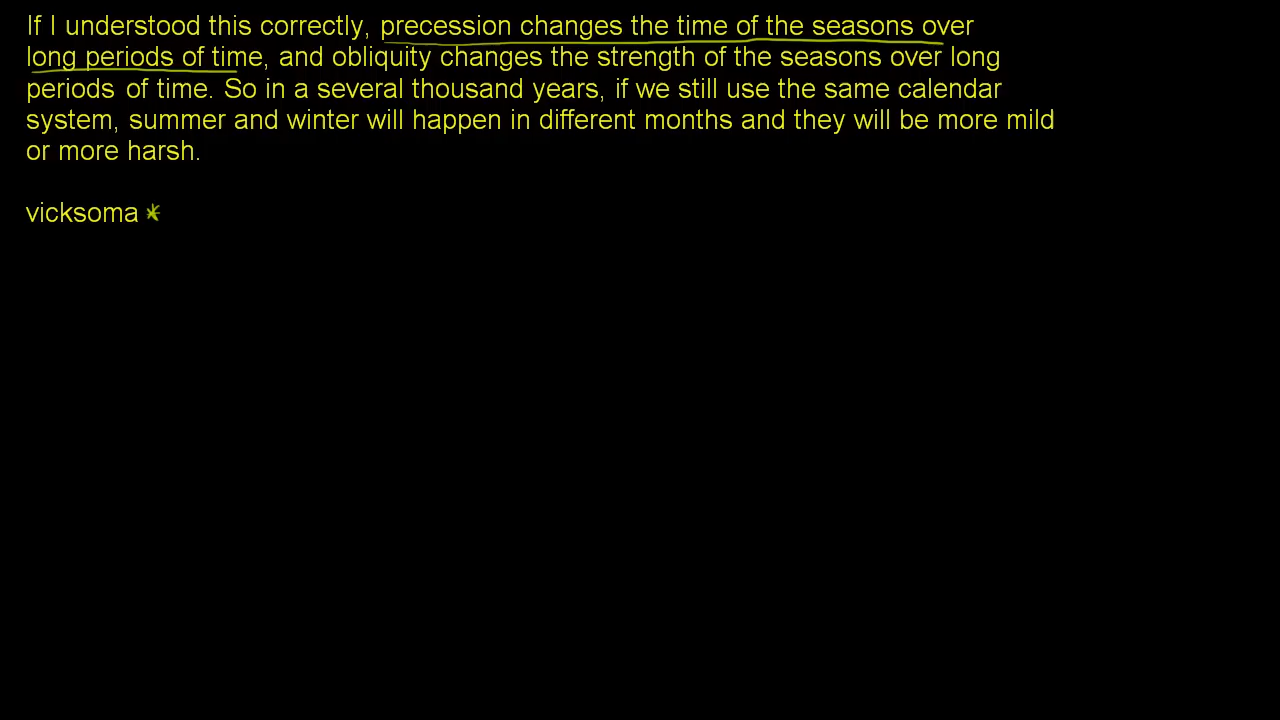 If I understood this correctly, precession changes the time of the seasons over
long periods of time, and obliquity changes the strength of the seasons over long
periods of time. So in a several thousand years, if we still use the same calendar
system, summer and winter will happen in different months and they will be more mild
or more harsh.
vicksoma